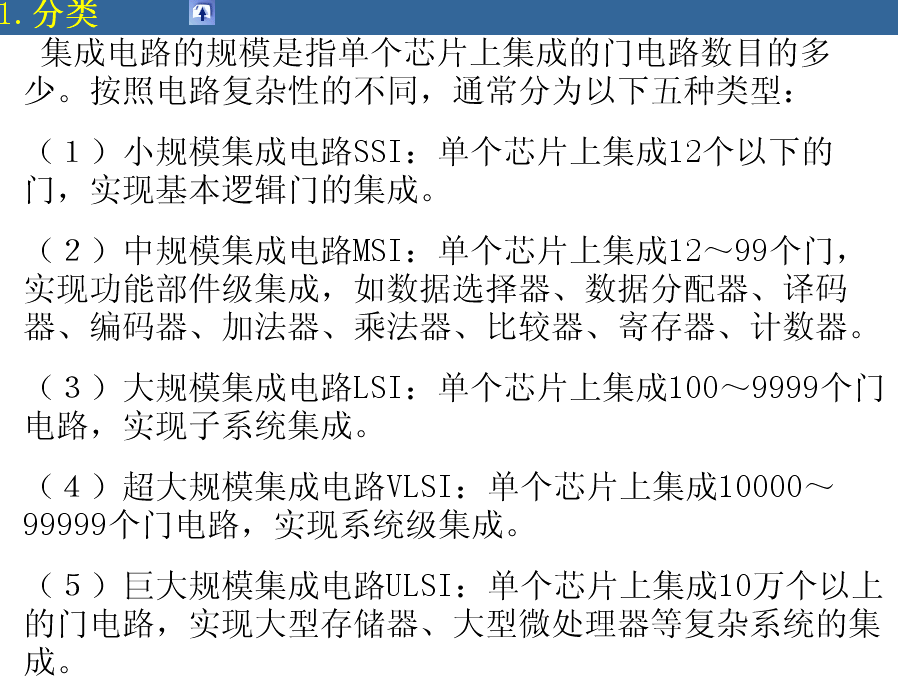 1.分类
集成电路的规模是指单个芯片上集成的门电路数目的多
少。按照电路复杂性的不同，通常分为以下五种类型：
（１）小规模集成电路SSI：单个芯片上集成12个以下的
门，实现基本逻辑门的集成。
（２）中规模集成电路MSI：单个芯片上集成12～99个门，
实现功能部件级集成，如数据选择器、数据分配器、译码
器、编码器、加法器、乘法器、比较器、寄存器、计数器。
（３）大规模集成电路LSI：单个芯片上集成100～9999个门
电路，实现子系统集成。
（４）超大规模集成电路VLSI：单个芯片上集成10000～
99999个门电路，实现系统级集成。
（５）巨大规模集成电路ULSI：单个芯片上集成10万个以上
的门电路，实现大型存储器、大型微处理器等复杂系统的集
成。